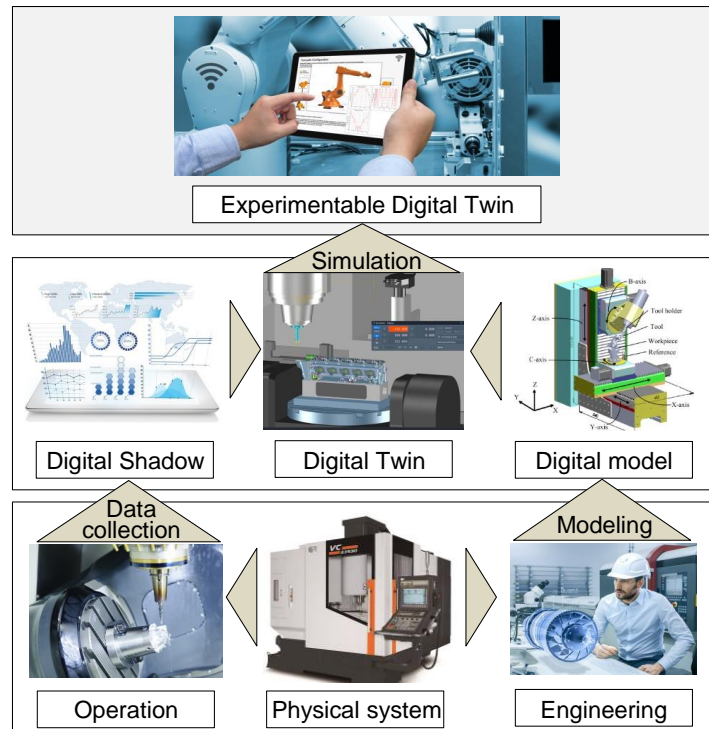 Experimentable Digital Twin
Simulation
B-axis
Z-axis
Tool holder
Tool
Workpiece
Reference
C-axis
Z
Y
X
X-axis
Y-axis
Digital Shadow
Digital Twin
Digital model
Data
collection
Modeling
VC
Operation
Physical system
Engineering